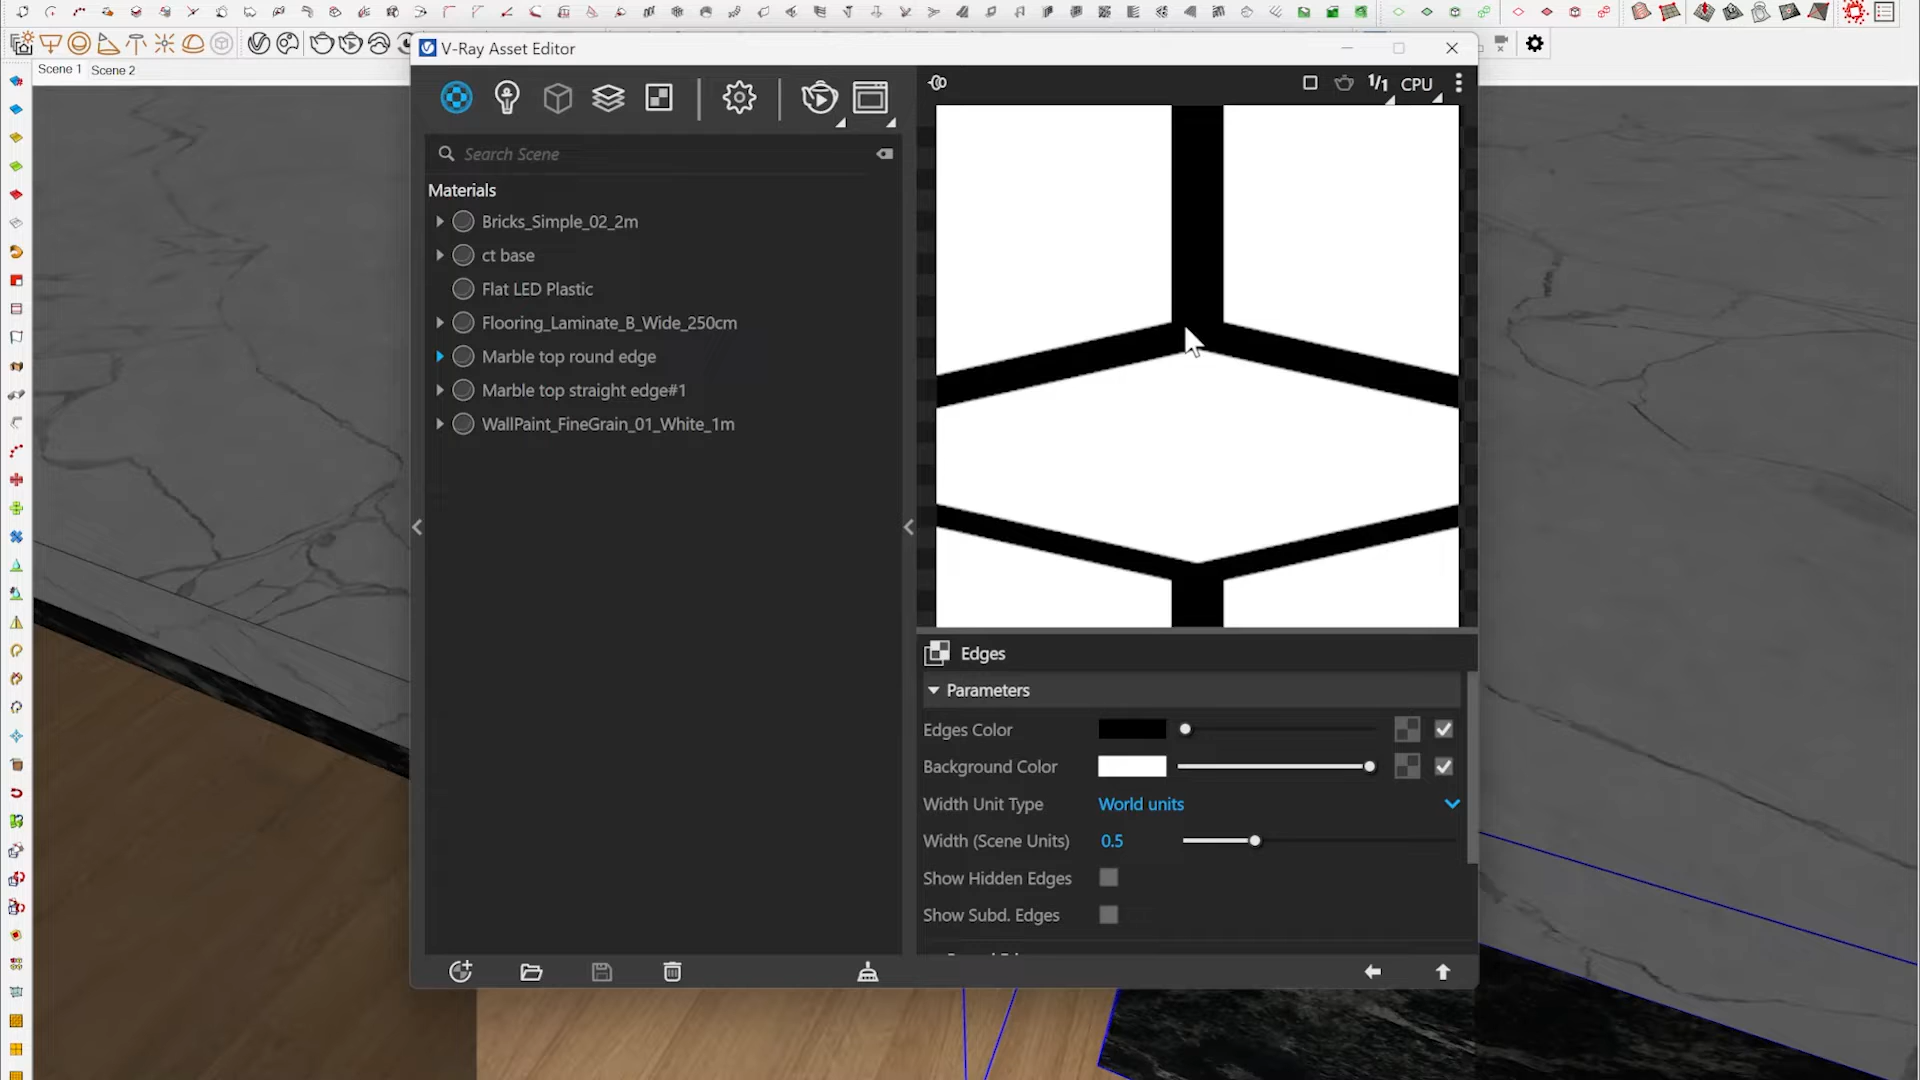 V-Ray Asset Editor
Scene 1 Scene 2
1/1 CPU
Search Scene
Materials
Bricks_Simple_02_2m
ct base
Flat LED Plastic
Flooring_Laminate_B_Wide_250cm
Marble top round edge
Marble top straight edge#1
WallPaint_FineGrain_01_White_1m
Edges
Parameters
Edges Color
Background Color
Width Unit Type World units
Width (Scene Units) 0.5
Show Hidden Edges
Show Subd. Edges